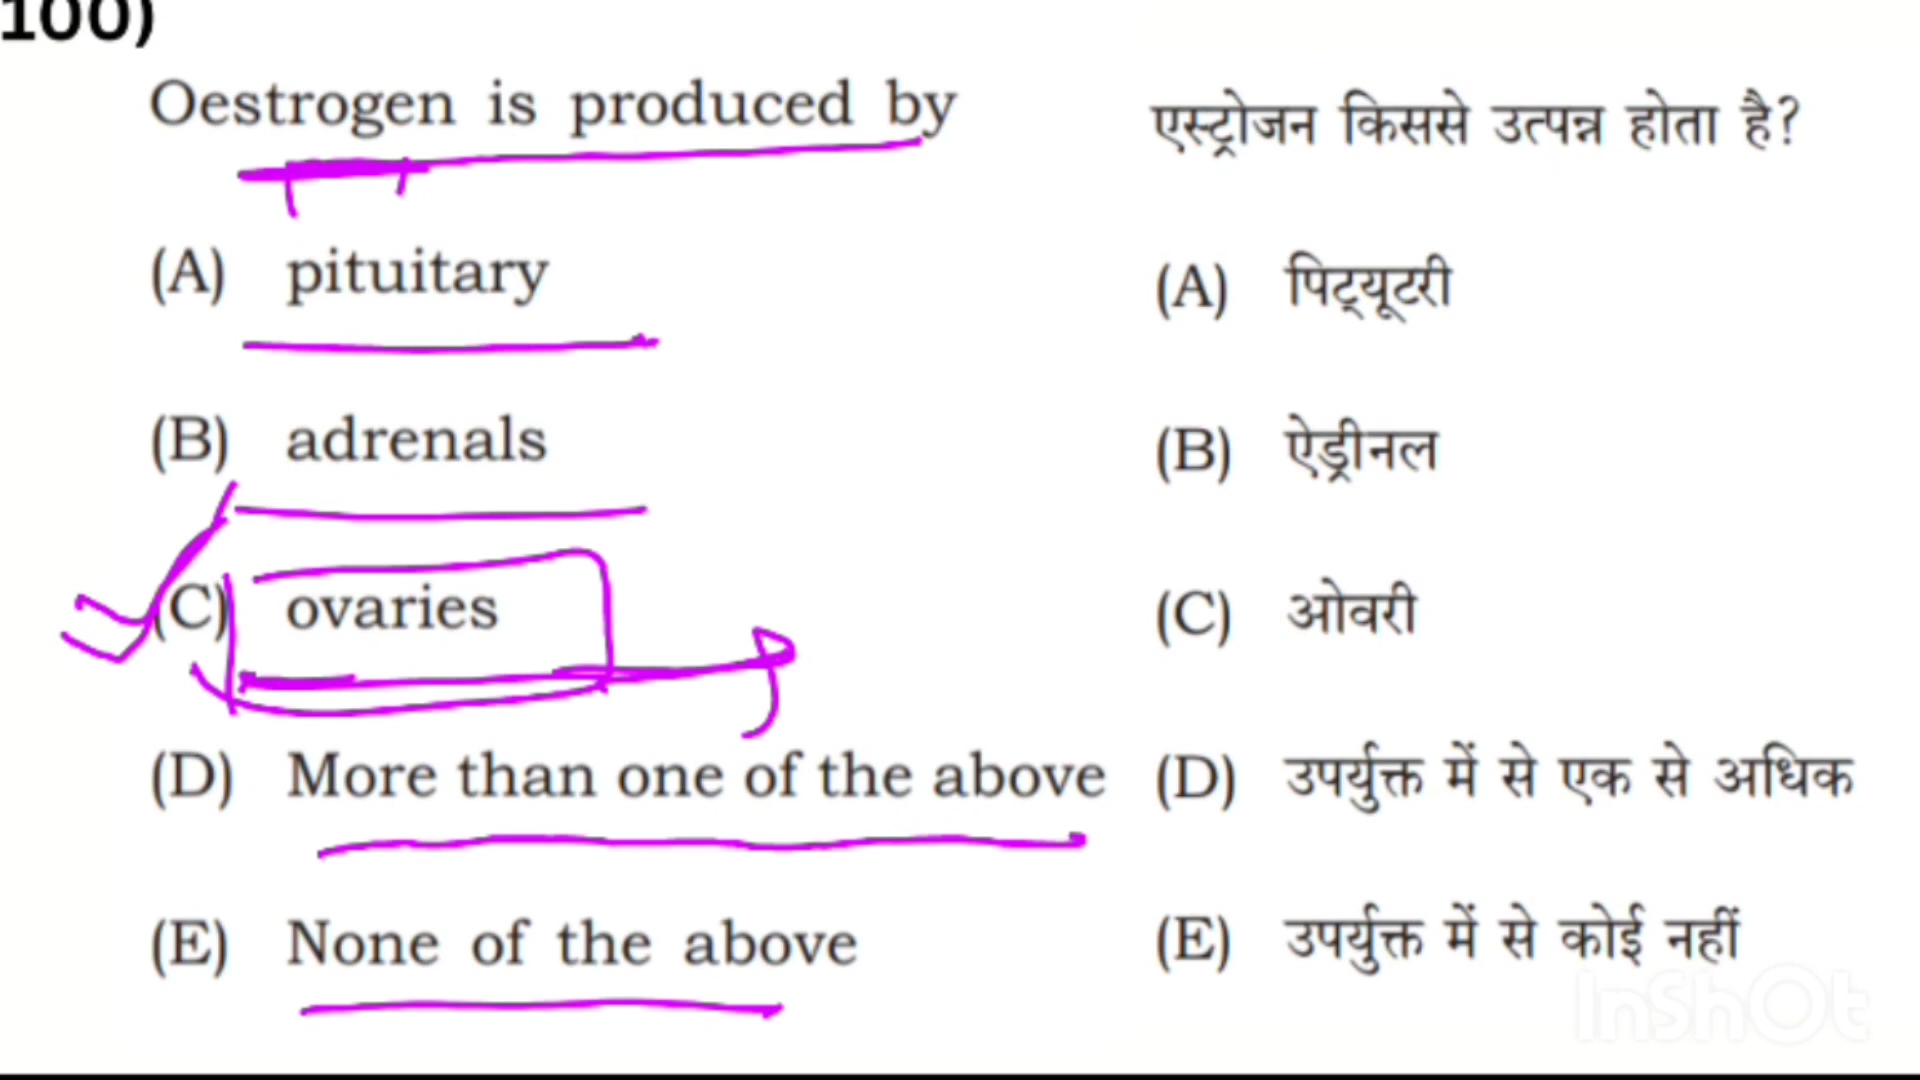 100)
Oestrogen is produced by
(A) pituitary
(B) adrenals
(C) ovaries
(D) More than one of the above
(E) None of the above
एस्ट्रोजन किससे उत्पन्न होता है?
(A) पिट्यूटरी
(B) ऐड्रीनल
(C) ओवरी
(D) उपर्युक्त में से एक से अधिक
(E) उपर्युक्त में से कोई नहीं
InShOt